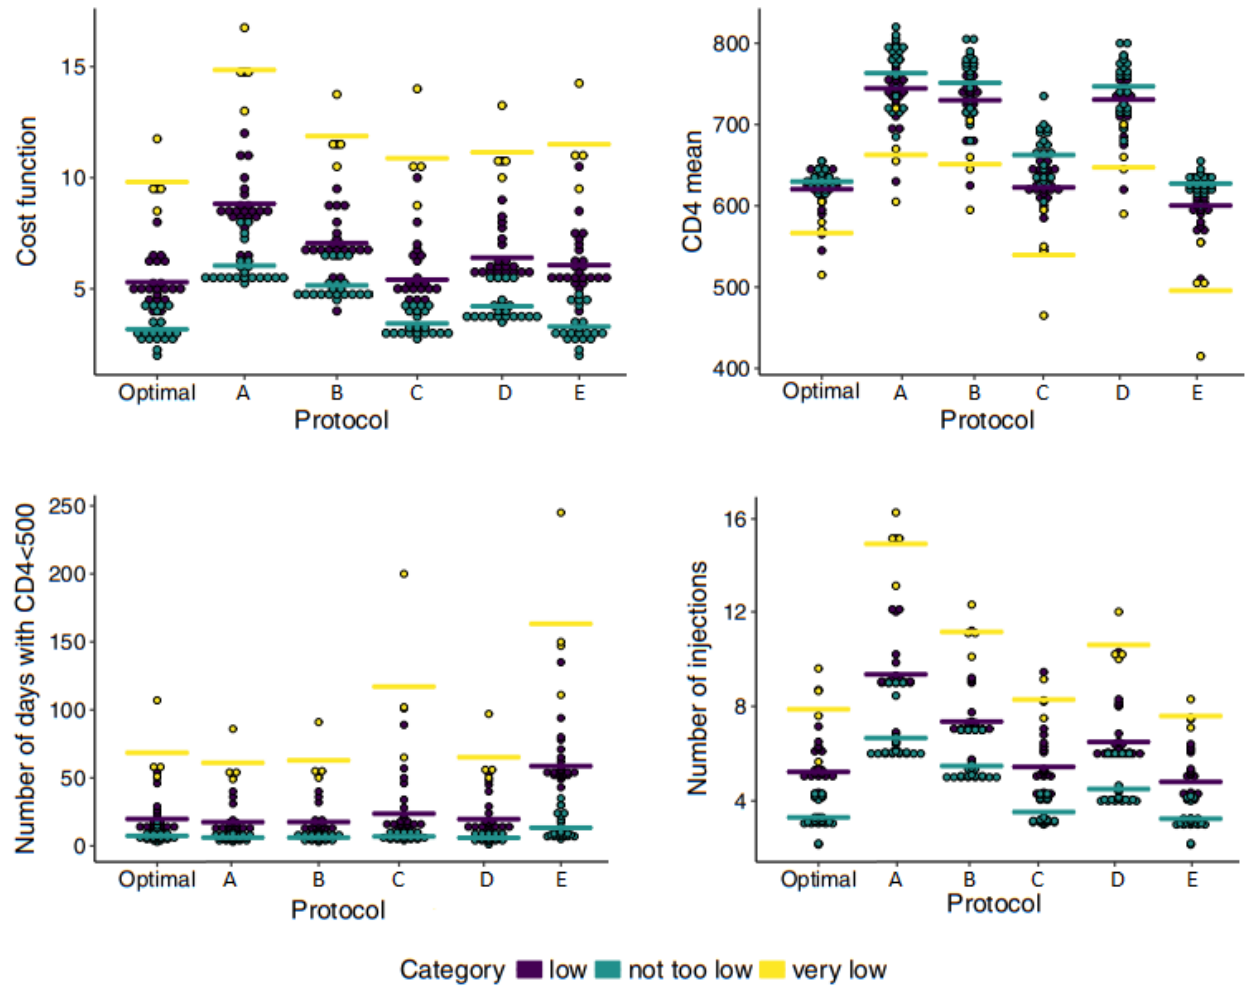 Cost function
15
10
5
Optimal A B C D E
Protocol
CD4 mean
800
700
600
500
400
Optimal A B C D E
Protocol
Number of days with CD4<500
250
200
150
100
50
0
Optimal A B C D E
Protocol
Number of injections
16
12
8
4
Optimal A B C D E
Protocol
Category low not too low very low